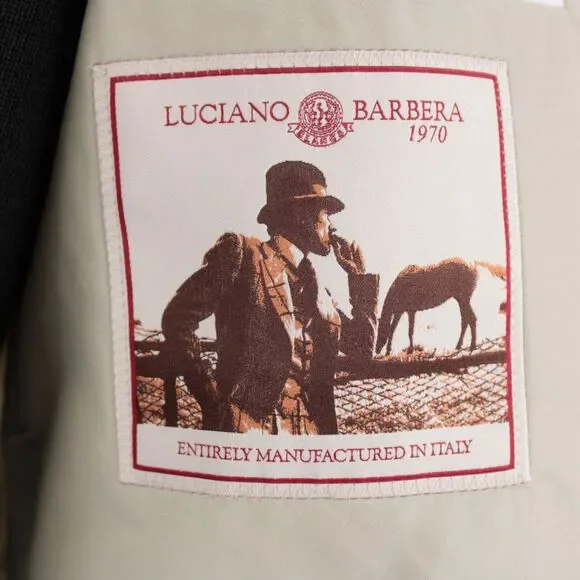 LUCIANO BARBERA
1970
ENTIRELY MANUFACTURED IN ITALY